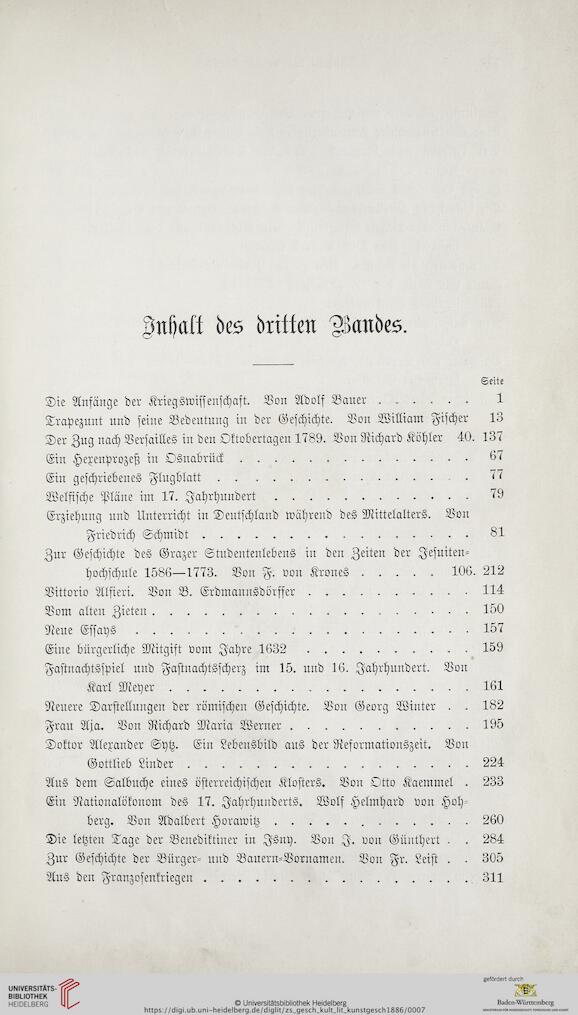 Inhalt des dritten Bandes.
Seite
Die Anfänge der Kriegswissenschaft. Von Adolf Bauer . . . . . . 1
Trapezunt und seine Bedeutung in der Geschichte. Von William Fischer 13
Der Zug nach Versailles in den Oktobertagen 1789. Von Richard Köhler 40. 137
Ein Hexenprozeß in Osnabrück . . . . . . . . . . . . 67
Ein geschriebenes Flugblatt . . . . . . . . . . . . . 77
Welfische Pläne im 17. Jahrhundert . . . . . . . . . . 79
Erziehung und Unterricht in Deutschland während des Mittelalters. Von
Friedrich Schmidt . . . . . . . . . . . . . . . 81
Zur Geschichte des Grazer Studentenlebens in den Zeiten der Jesuiten-
hochschule 1586—1773. Von F. von Krones . . . . . 106. 212
Vittorio Alfieri. Von B. Erdmannsdörffer . . . . . . . . . 114
Vom alten Zieten . . . . . . . . . . . . . . . . 150
Neue Essays . . . . . . . . . . . . . . . . . 157
Eine bürgerliche Mitgift vom Jahre 1632 . . . . . . . . . 159
Fastnachtsspiel und Fastnachtsscherz im 15. und 16. Jahrhundert. Von
Karl Meyer . . . . . . . . . . . . . . . . . 161
Neuere Darstellungen der römischen Geschichte. Von Georg Winter . . 182
Frau Aja. Von Richard Maria Werner . . . . . . . . . . 195
Doktor Alexander Sytz. Ein Lebensbild aus der Reformationszeit. Von
Gottlieb Linder . . . . . . . . . . . . . . . . 224
Aus dem Salbuche eines österreichischen Klosters. Von Otto Kaemmel . 233
Ein Nationalökonom des 17. Jahrhunderts. Wolf Helmhard von Hoh-
berg. Von Adalbert Horawitz . . . . . . . . . . . 260
Die letzten Tage der Benediktiner in Isny. Von J. von Günthert . . 284
Zur Geschichte der Bürger- und Bauern-Vornamen. Von Fr. Leist . . 305
Aus den Franzosenkriegen . . . . . . . . . . . . . . . 311
gefördert durch
UNIVERSITÄTS-
BIBLIOTHEK
HEIDELBERG
© Universitätsbibliothek Heidelberg
https://digi.ub.uni-heidelberg.de/diglit/zs_gesch_kult_lit_kunstgesch1886/0007
Baden-Württemberg
MINISTERIUM FÜR WISSENSCHAFT, FORSCHUNG UND KUNST